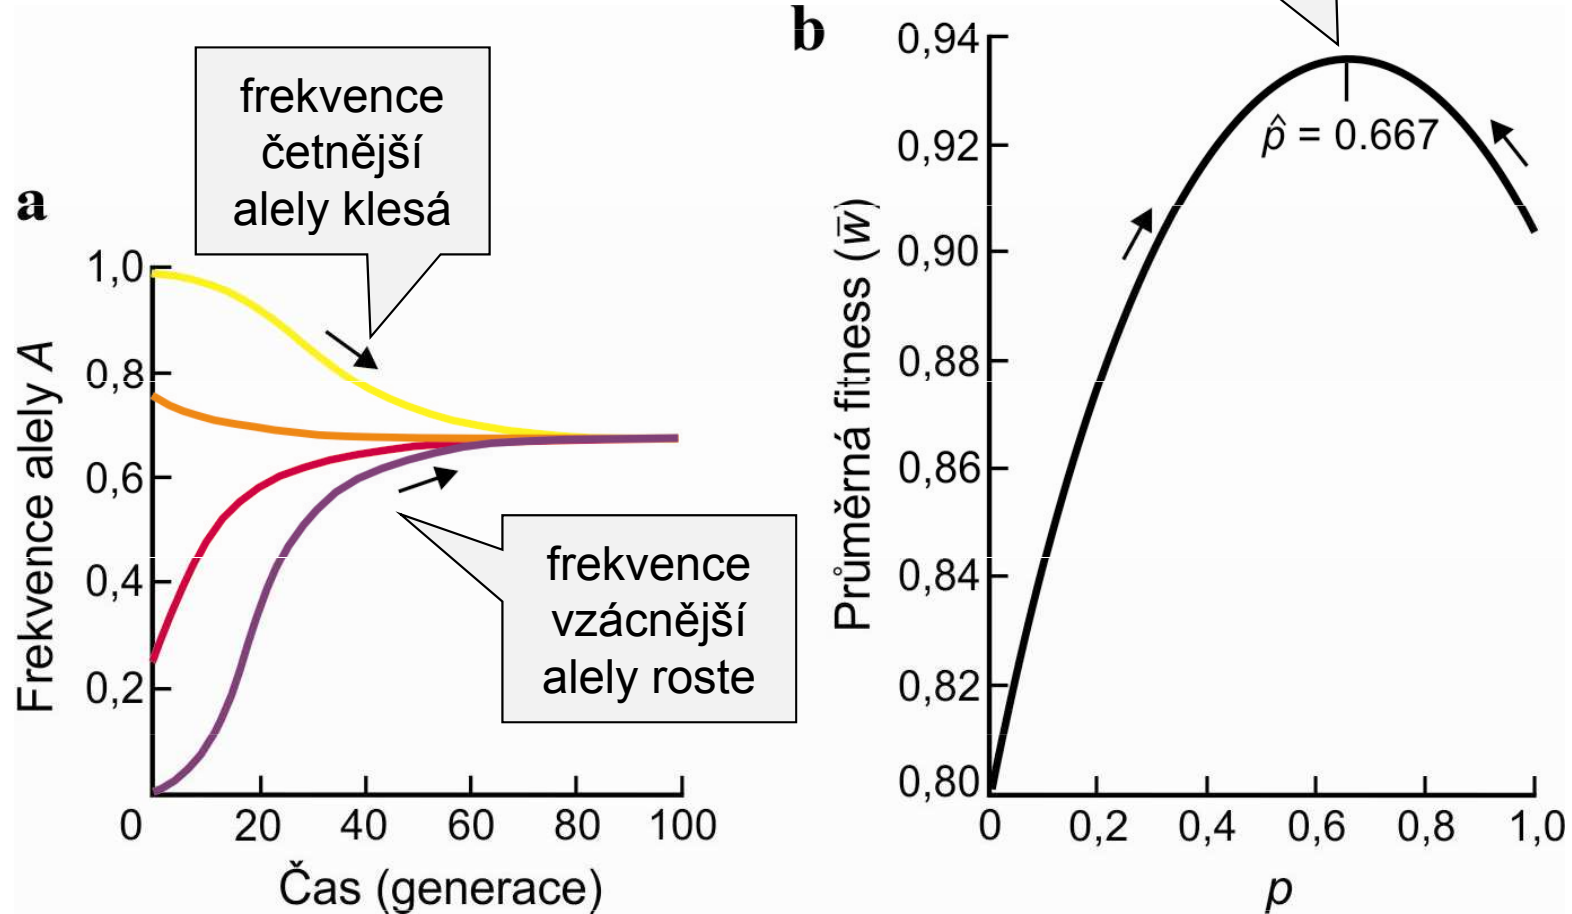 a
frekvence
četnější
alely klesá
1,0
0,8
0,6
0,4
0,2
Frekvence alely A
frekvence
vzácnější
alely roste
0 20 40 60 80 100
Čas (generace)
b
0,94
0,92
0,90
0,88
0,86
0,84
0,82
0,80
Průměrná fitness (w̄)
p̂ = 0.667
0 0,2 0,4 0,6 0,8 1,0
p